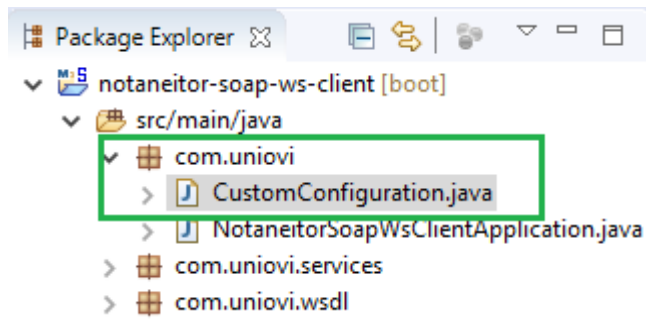 Package Explorer
notaneitor-soap-ws-client [boot]
src/main/java
com.uniovi
CustomConfiguration.java
NotaneitorSoapWsClientApplication.java
com.uniovi.services
com.uniovi.wsdl